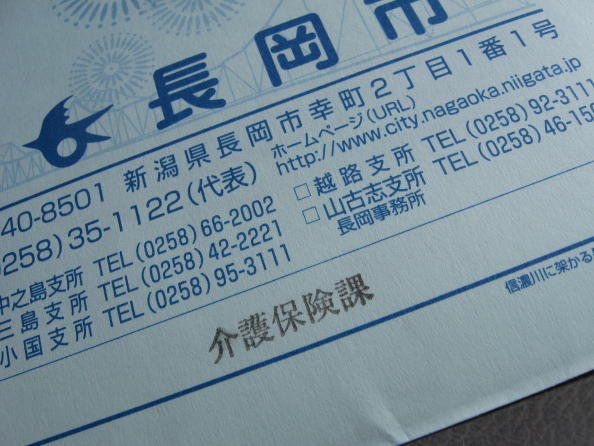 長岡市
40-8501 新潟県長岡市幸町2丁目1番1号
0258)35-1122(代表)
ホームページ(URL)
http://www.city.nagaoka.niigata.jp
中之島支所 TEL(0258)66-2002
三島支所 TEL(0258)42-2221
小国支所 TEL(0258)95-3111
□越路支所 TEL(0258)92-3111
□山古志支所 TEL(0258)46-15
長岡事務所
介護保険課
信濃川に架かる